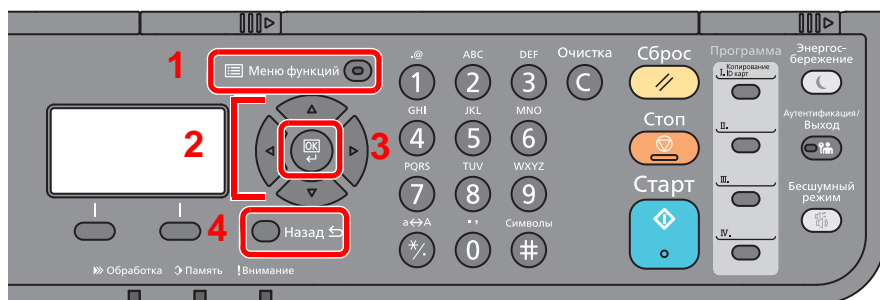 1
Меню функций
2
OK
3
4
Назад
Обработка
Память
!Внимание
.@
ABC
DEF
Очистка
1
2
3
C
GHI
JKL
MNO
4
5
6
PQRS
TUV
WXYZ
7
8
9
a⇔A
.,
Символы
*/.
0
#
Сброс
Стоп
Старт
Программа
I. Копирование
ID карт
II.
III.
IV.
Энергос-
бережение
Аутентификация/
Выход
Бесшумный
режим